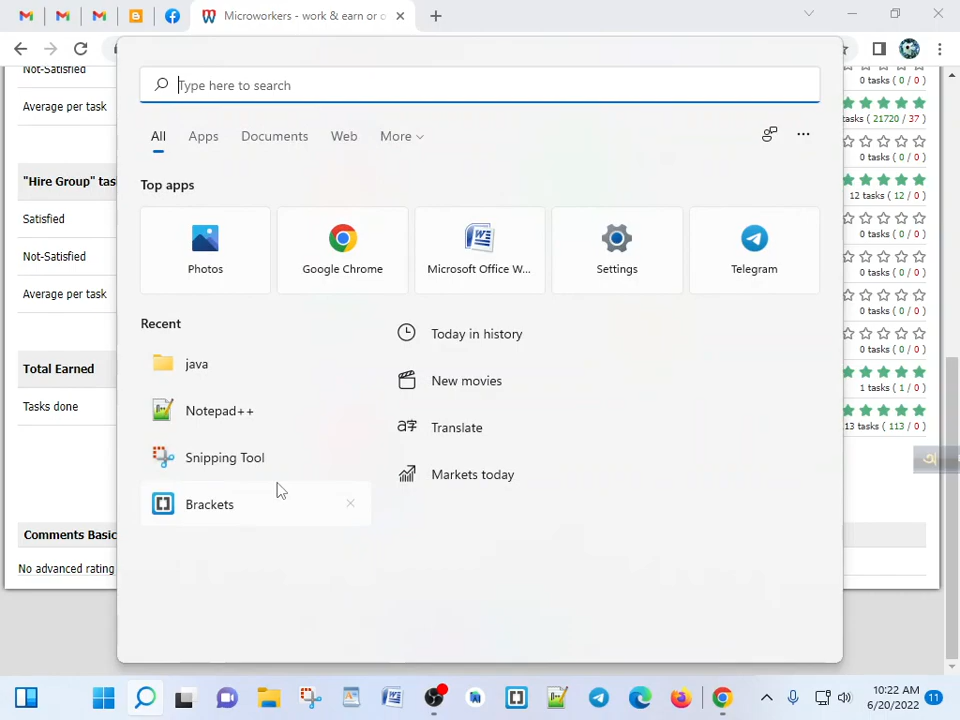 Microworkers - work & earn or o
Type here to search
All Apps Documents Web More
Top apps
Photos
Google Chrome
Microsoft Office W...
Settings
Telegram
Recent
java
Notepad++
Snipping Tool
Brackets
Today in history
New movies
Translate
Markets today
Not-Satisfied
Average per task
"Hire Group" tas
Satisfied
Not-Satisfied
Average per task
Total Earned
Tasks done
Comments Basic
No advanced rating
0 tasks ( 0 / 0 )
tasks ( 21720 / 37 )
0 tasks ( 0 / 0 )
12 tasks ( 12 / 0 )
0 tasks ( 0 / 0 )
0 tasks ( 0 / 0 )
0 tasks ( 0 / 0 )
0 tasks ( 0 / 0 )
1 tasks ( 1 / 0 )
13 tasks ( 113 / 0 )
অ
10:22 AM
6/20/2022
11